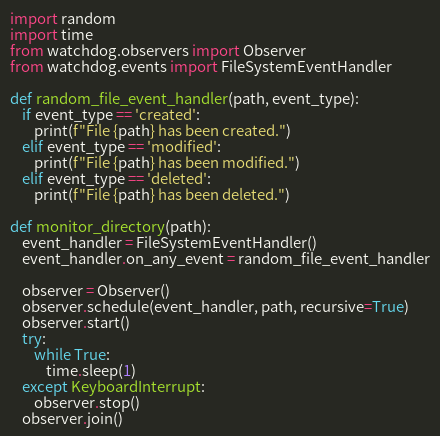 import random
import time
from watchdog.observers import Observer
from watchdog.events import FileSystemEventHandler

def random_file_event_handler(path, event_type):
    if event_type == 'created':
        print(f"File {path} has been created.")
    elif event_type == 'modified':
        print(f"File {path} has been modified.")
    elif event_type == 'deleted':
        print(f"File {path} has been deleted.")

def monitor_directory(path):
    event_handler = FileSystemEventHandler()
    event_handler.on_any_event = random_file_event_handler

    observer = Observer()
    observer.schedule(event_handler, path, recursive=True)
    observer.start()
    try:
        while True:
            time.sleep(1)
    except KeyboardInterrupt:
        observer.stop()
    observer.join()